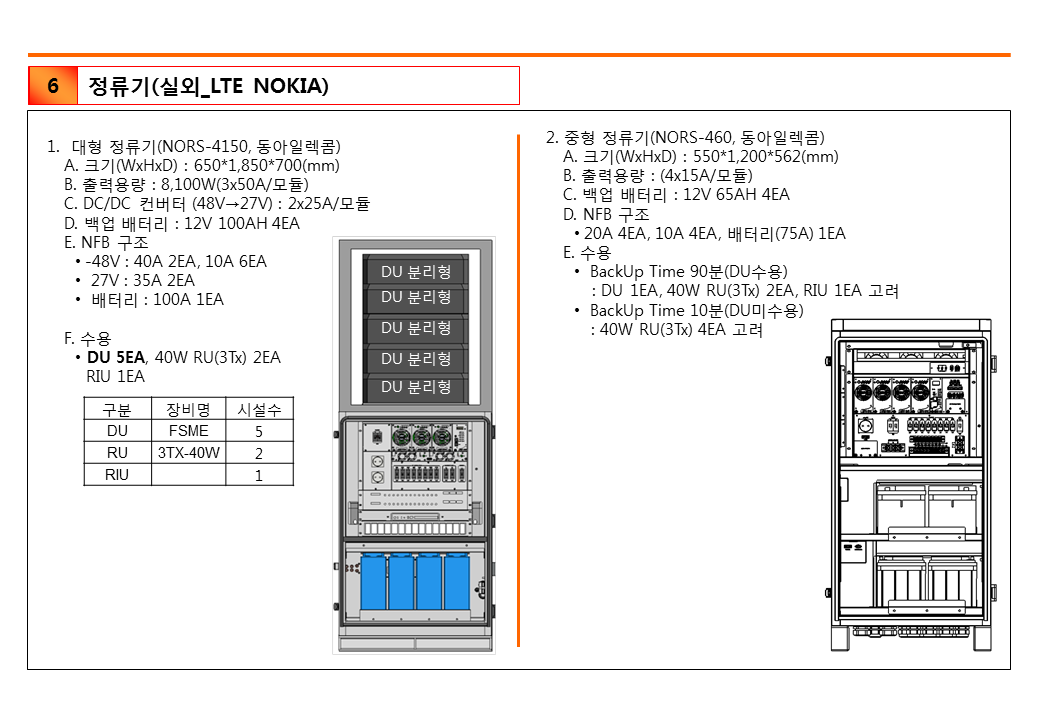 6
정류기(실외_LTE NOKIA)
1. 대형 정류기(NORS-4150, 동아일렉콤)
A. 크기(WxHxD) : 650*1,850*700(mm)
B. 출력용량 : 8,100W(3x50A/모듈)
C. DC/DC 컨버터 (48V→27V) : 2x25A/모듈
D. 백업 배터리 : 12V 100AH 4EA
E. NFB 구조
• -48V : 40A 2EA, 10A 6EA
• 27V : 35A 2EA
• 배터리 : 100A 1EA
F. 수용
• DU 5EA, 40W RU(3Tx) 2EA
RIU 1EA
구분 장비명 시설수
DU FSME 5
RU 3TX-40W 2
RIU 1
DU 분리형
DU 분리형
DU 분리형
DU 분리형
DU 분리형
2. 중형 정류기(NORS-460, 동아일렉콤)
A. 크기(WxHxD) : 550*1,200*562(mm)
B. 출력용량 : (4x15A/모듈)
C. 백업 배터리 : 12V 65AH 4EA
D. NFB 구조
• 20A 4EA, 10A 4EA, 배터리(75A) 1EA
E. 수용
• BackUp Time 90분(DU수용)
: DU 1EA, 40W RU(3Tx) 2EA, RIU 1EA 고려
• BackUp Time 10분(DU미수용)
: 40W RU(3Tx) 4EA 고려